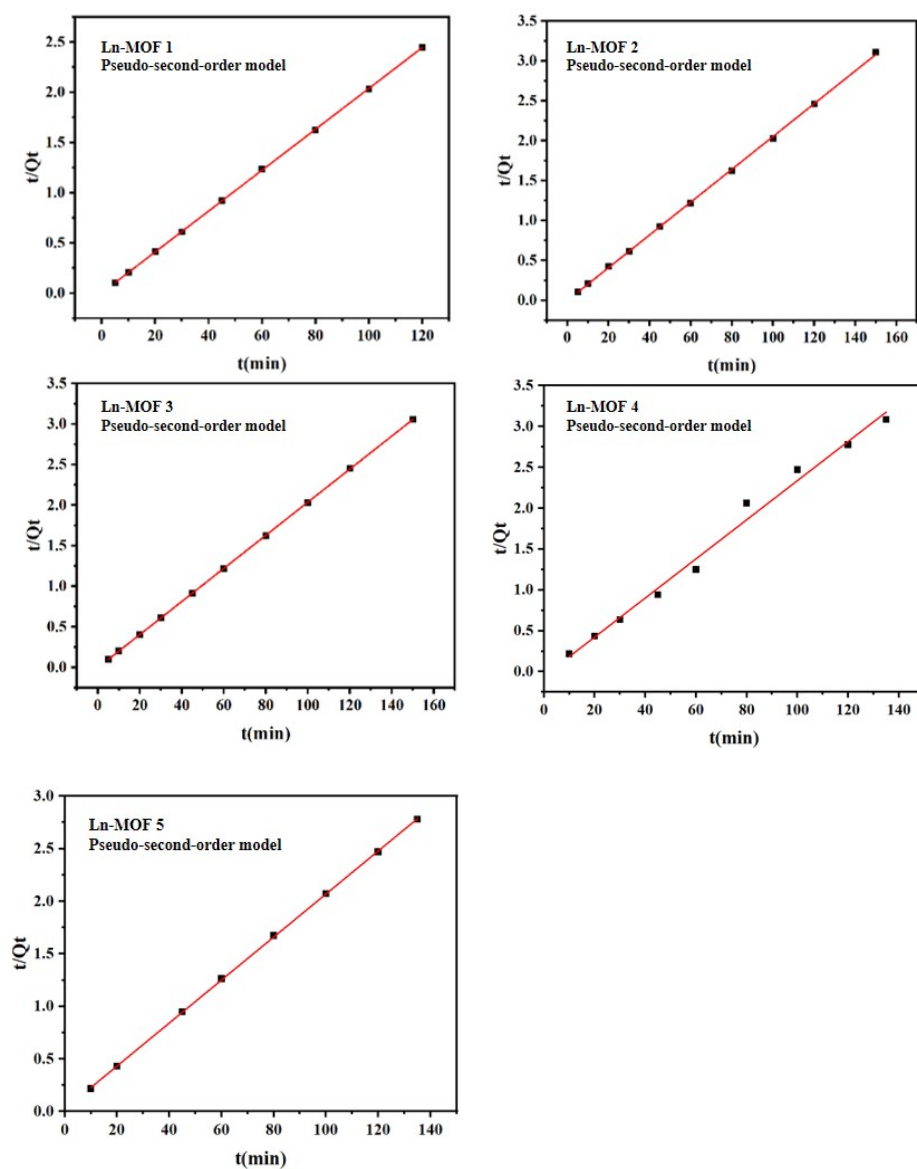 Ln-MOF 1
Pseudo-second-order model
2.5
2.0
1.5
1.0
0.5
0.0
t/Qt
0 20 40 60 80 100 120
t(min)
Ln-MOF 2
Pseudo-second-order model
3.5
3.0
2.5
2.0
1.5
1.0
0.5
0.0
t/Qt
0 20 40 60 80 100 120 140 160
t(min)
Ln-MOF 3
Pseudo-second-order model
3.5
3.0
2.5
2.0
1.5
1.0
0.5
0.0
t/Qt
0 20 40 60 80 100 120 140 160
t(min)
Ln-MOF 4
Pseudo-second-order model
3.5
3.0
2.5
2.0
1.5
1.0
0.5
0.0
t/Qt
0 20 40 60 80 100 120 140
t(min)
Ln-MOF 5
Pseudo-second-order model
3.0
2.5
2.0
1.5
1.0
0.5
0.0
t/Qt
0 20 40 60 80 100 120 140
t(min)